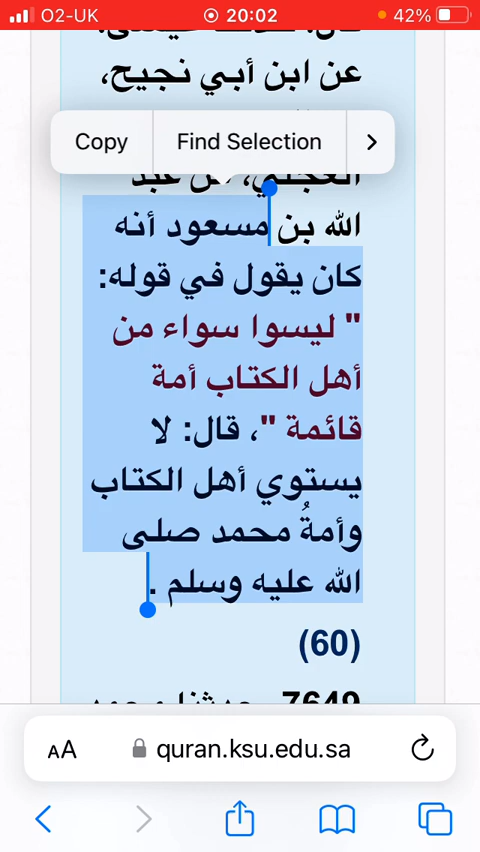 O2-UK 20:02 42%
عن ابن أبي نجيح،
Copy Find Selection
الله بن مسعود أنه
كان يقول في قوله:
" ليسوا سواء من
أهل الكتاب أمة
قائمة "، قال: لا
يستوي أهل الكتاب
وأمةُ محمد صلى
الله عليه وسلم .
(60)
AA quran.ksu.edu.sa